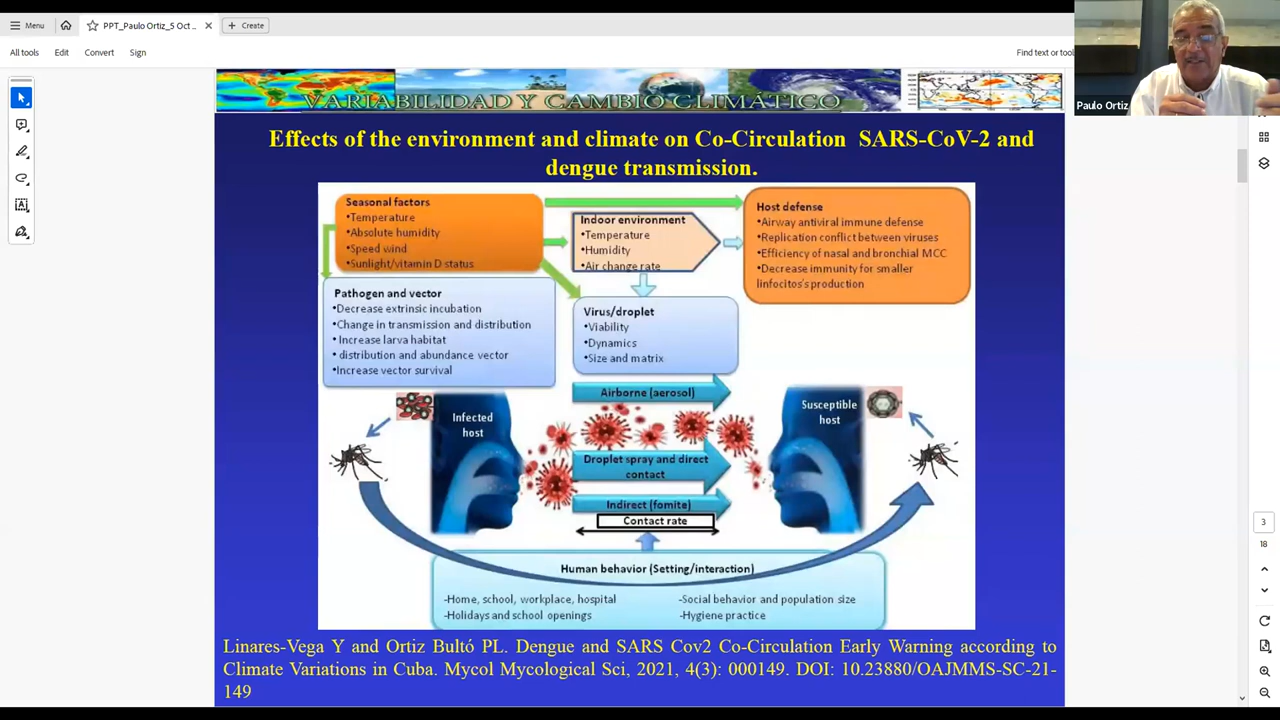 Menu
PPT_Paulo Ortiz_5 Oct ...
Create
All tools
Edit
Convert
Sign
Find text or tool
Paulo Ortiz
VARIABILIDAD Y CAMBIO CLIMÁTICO
Effects of the environment and climate on Co-Circulation SARS-CoV-2 and
dengue transmission.
Seasonal factors
•Temperature
•Absolute humidity
•Speed wind
•Sunlight/vitamin D status
Indoor environment
•Temperature
•Humidity
•Air change rate
Host defense
•Airway antiviral immune defense
•Replication conflict between viruses
•Efficiency of nasal and bronchial MCC
•Decrease immunity for smaller
linfocitos's production
Pathogen and vector
•Decrease extrinsic incubation
•Change in transmission and distribution
• Increase larva habitat
• distribution and abundance vector
•Increase vector survival
Virus/droplet
•Viability
•Dynamics
•Size and matrix
Airborne (aerosol)
Infected
host
Susceptible
host
Droplet spray and direct
contact
Indirect (fomite)
Contact rate
Human behavior (Setting/interaction)
-Home, school, workplace, hospital
-Holidays and school openings
-Social behavior and population size
-Hygiene practice
Linares-Vega Y and Ortiz Bultó PL. Dengue and SARS Cov2 Co-Circulation Early Warning according to
Climate Variations in Cuba. Mycol Mycological Sci, 2021, 4(3): 000149. DOI: 10.23880/OAJMMS-SC-21-
149
3
18